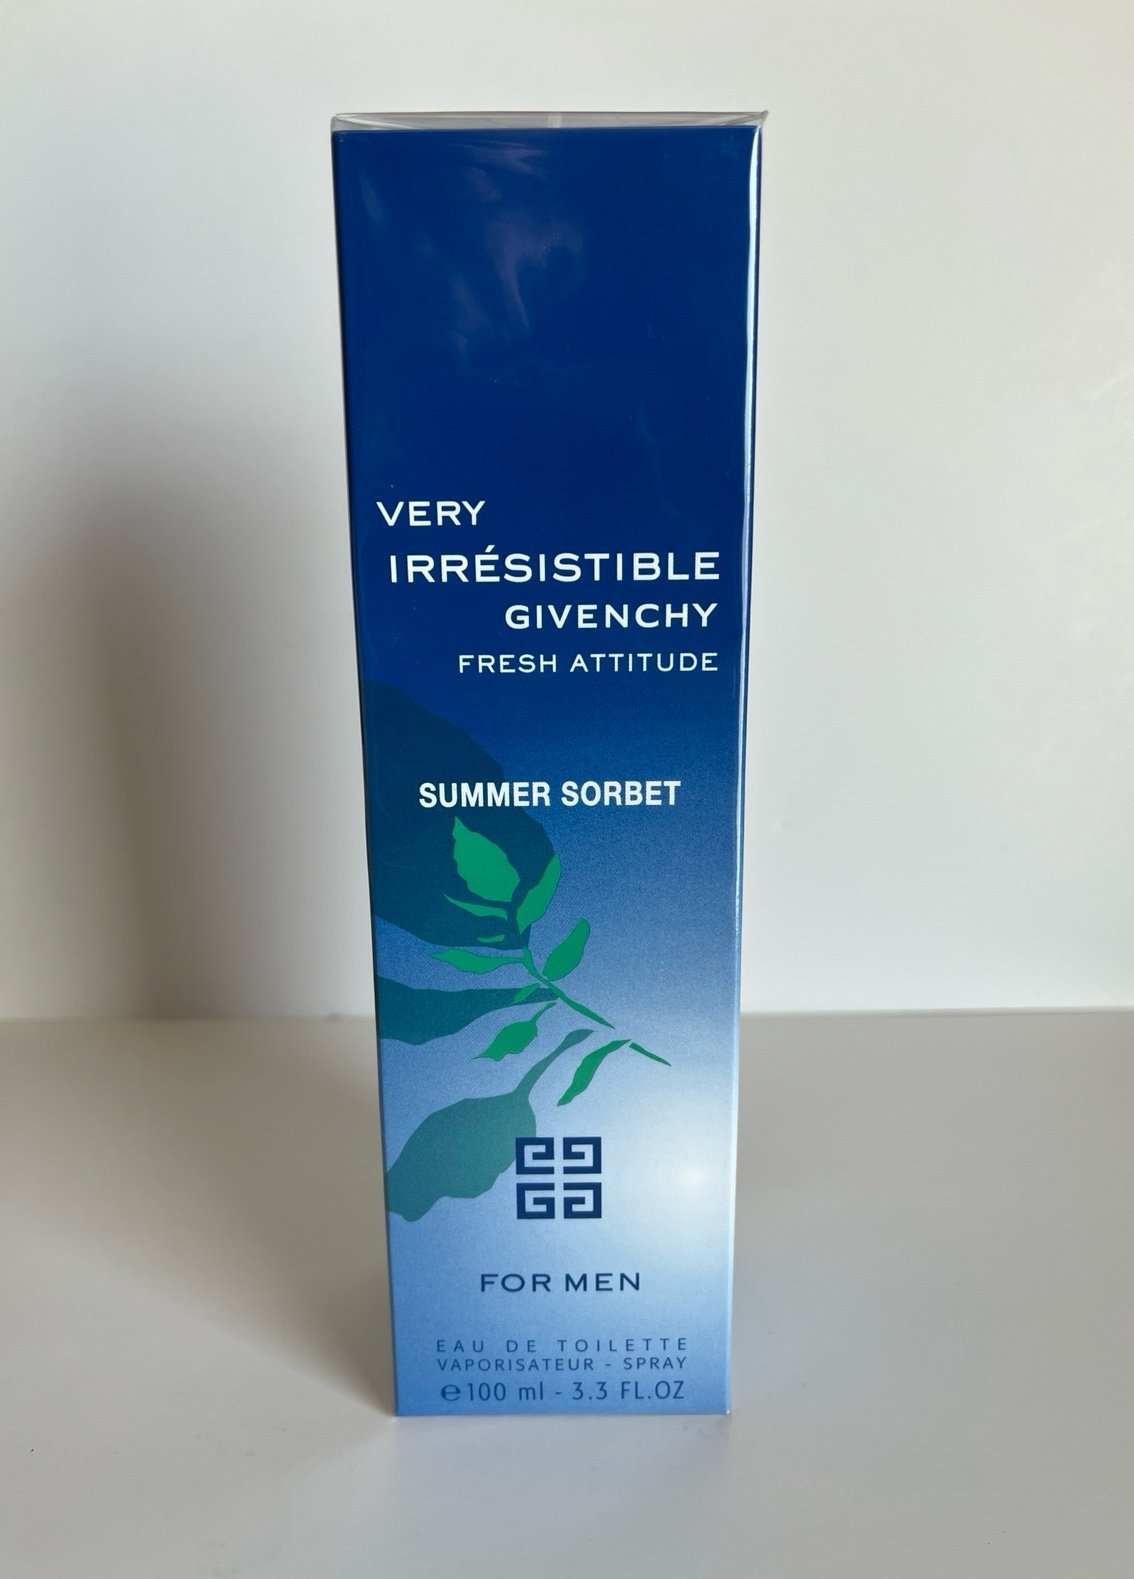 VERY
IRRÉSISTIBLE
GIVENCHY
FRESH ATTITUDE
SUMMER SORBET
FOR MEN
EAU DE TOILETTE
VAPORISATEUR - SPRAY
℮100 ml - 3.3 FL.OZ